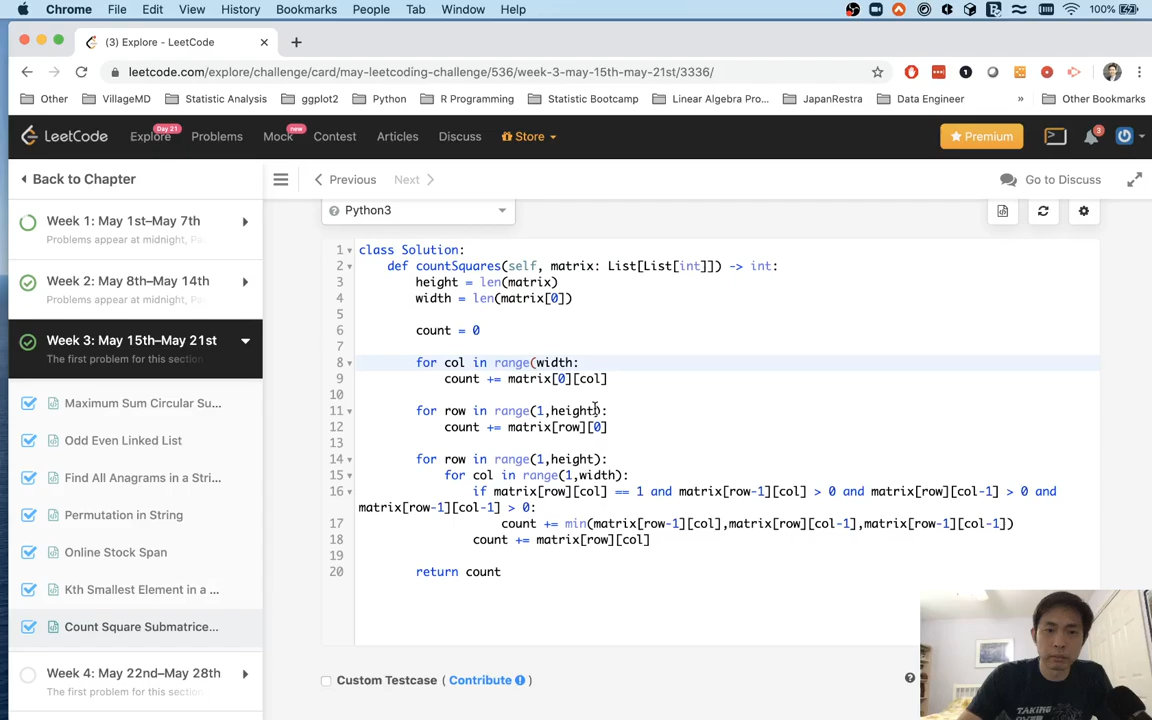 Chrome File Edit View History Bookmarks People Tab Window Help 100%
(3) Explore - LeetCode
leetcode.com/explore/challenge/card/may-leetcoding-challenge/536/week-3-may-15th-may-21st/3336/
Other VillageMD Statistic Analysis ggplot2 Python R Programming Statistic Bootcamp Linear Algebra Pro... JapanRestra Data Engineer » Other Bookmarks
LeetCode Explore Day 21 Problems Mock new Contest Articles Discuss Store Premium 3
Back to Chapter
Previous Next Go to Discuss
Week 1: May 1st–May 7th
Problems appear at midnight, Pa
Week 2: May 8th–May 14th
Problems appear at midnight, Pa
Week 3: May 15th–May 21st
The first problem for this section
Maximum Sum Circular Su...
Odd Even Linked List
Find All Anagrams in a Stri...
Permutation in String
Online Stock Span
Kth Smallest Element in a ...
Count Square Submatrice...
Week 4: May 22nd–May 28th
The first problem for this section
Python3
1 class Solution:
2 def countSquares(self, matrix: List[List[int]]) -> int:
3 height = len(matrix)
4 width = len(matrix[0])
5
6 count = 0
7
8 for col in range(width:
9 count += matrix[0][col]
10
11 for row in range(1,height):
12 count += matrix[row][0]
13
14 for row in range(1,height):
15 for col in range(1,width):
16 if matrix[row][col] == 1 and matrix[row-1][col] > 0 and matrix[row][col-1] > 0 and
matrix[row-1][col-1] > 0:
17 count += min(matrix[row-1][col],matrix[row][col-1],matrix[row-1][col-1])
18 count += matrix[row][col]
19
20 return count
Custom Testcase ( Contribute )
TAKING